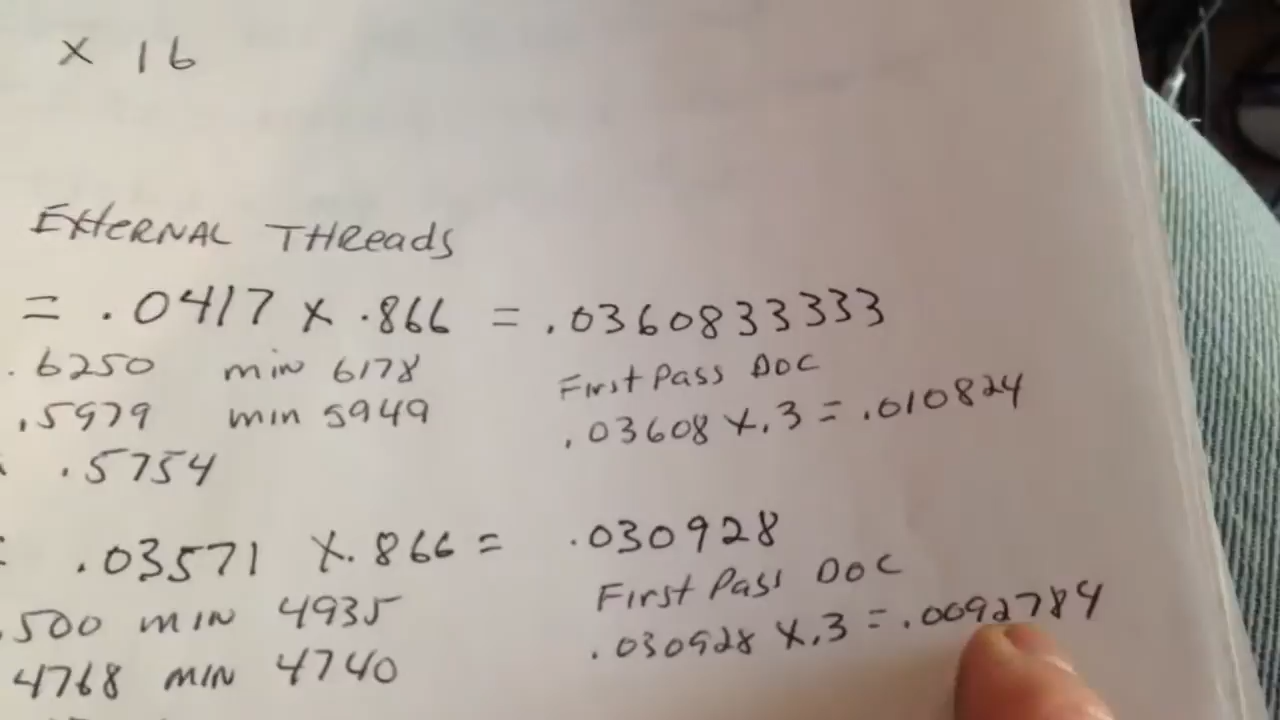 x 16
EXTERNAL THReadS
= .0417 x .866 = .0360833333
.6250 min 6178
First Pass DOC
.5979 min 5949
.03608 x .3 = .010824
.5754
.03571 x .866 = .030928
First Pass DOC
.500 min 4935
.030928 x .3 = .0092784
4768 min 4740